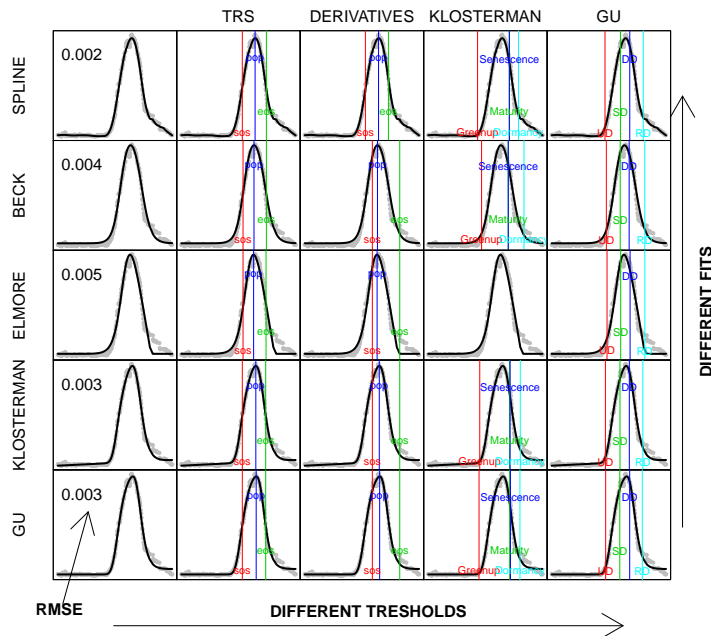 TRS DERIVATIVES KLOSTERMAN GU
SPLINE
0.002
pop
eos
sos
pop
eos
sos
Senescence
Maturity
Greenup
Dormancy
DD
SD
UD
RD
BECK
0.004
pop
eos
sos
pop
eos
sos
Senescence
Maturity
Greenup
Dormancy
DD
SD
UD
RD
ELMORE
0.005
pop
eos
sos
pop
eos
sos
DD
SD
UD
RD
KLOSTERMAN
0.003
pop
eos
sos
pop
eos
sos
Senescence
Maturity
Greenup
Dormancy
DD
SD
UD
RD
GU
0.003
pop
eos
sos
pop
eos
sos
Senescence
Maturity
Greenup
Dormancy
DD
SD
UD
RD
DIFFERENT FITS
RMSE
DIFFERENT TRESHOLDS